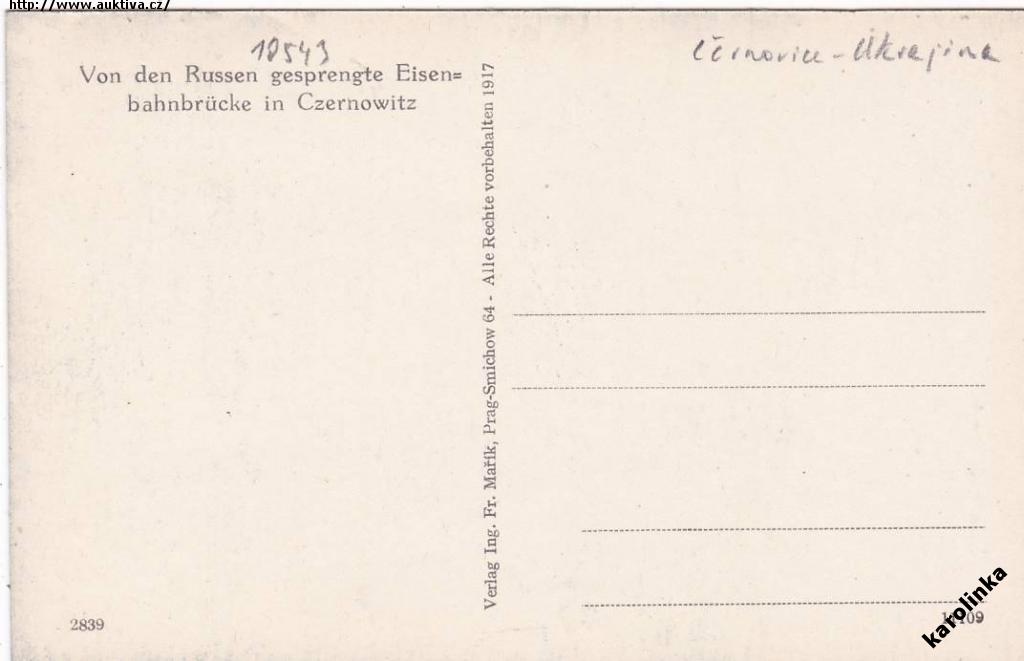 http://www.auktiva.cz/
18543
Von den Russen gesprengte Eisen=
bahnbrücke in Czernowitz
Verlag Ing. Fr. Mařík, Prag-Smichow 64 - Alle Rechte vorbehalten 1917
Černovice - Ukrajina
2839
karolinka